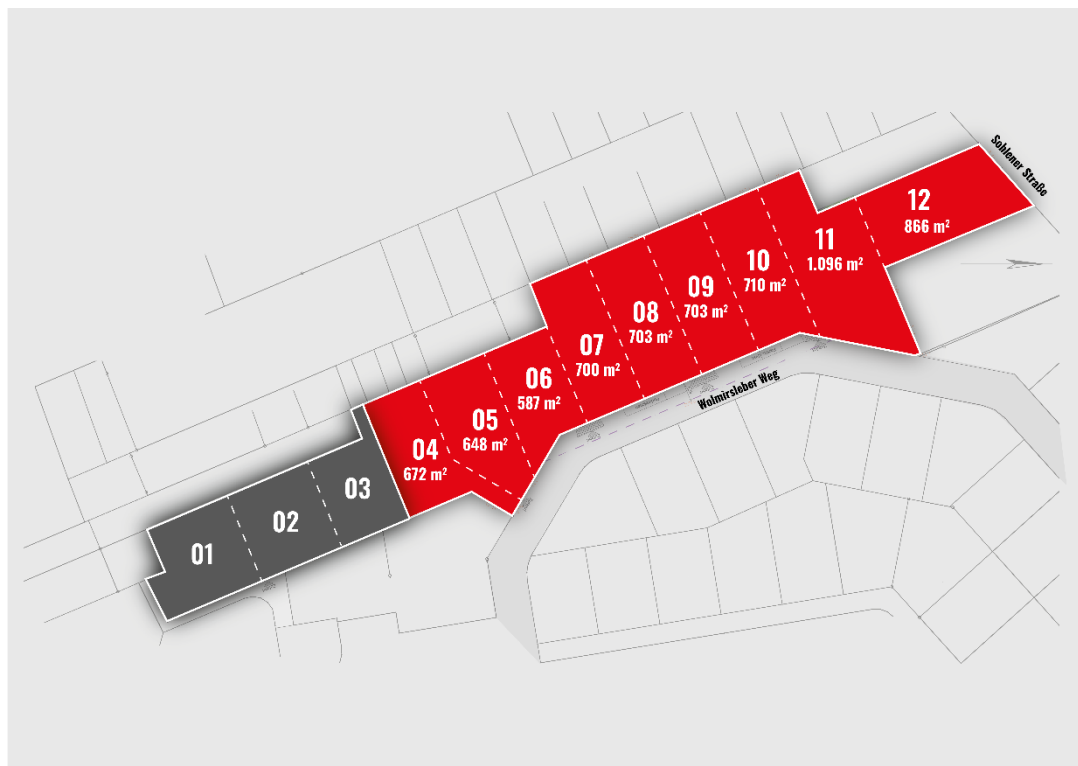 01
02
03
04
672 m²
05
648 m²
06
587 m²
07
700 m²
08
703 m²
09
703 m²
10
710 m²
11
1.096 m²
12
866 m²
Sohlener Straße
Wolmirsleber Weg